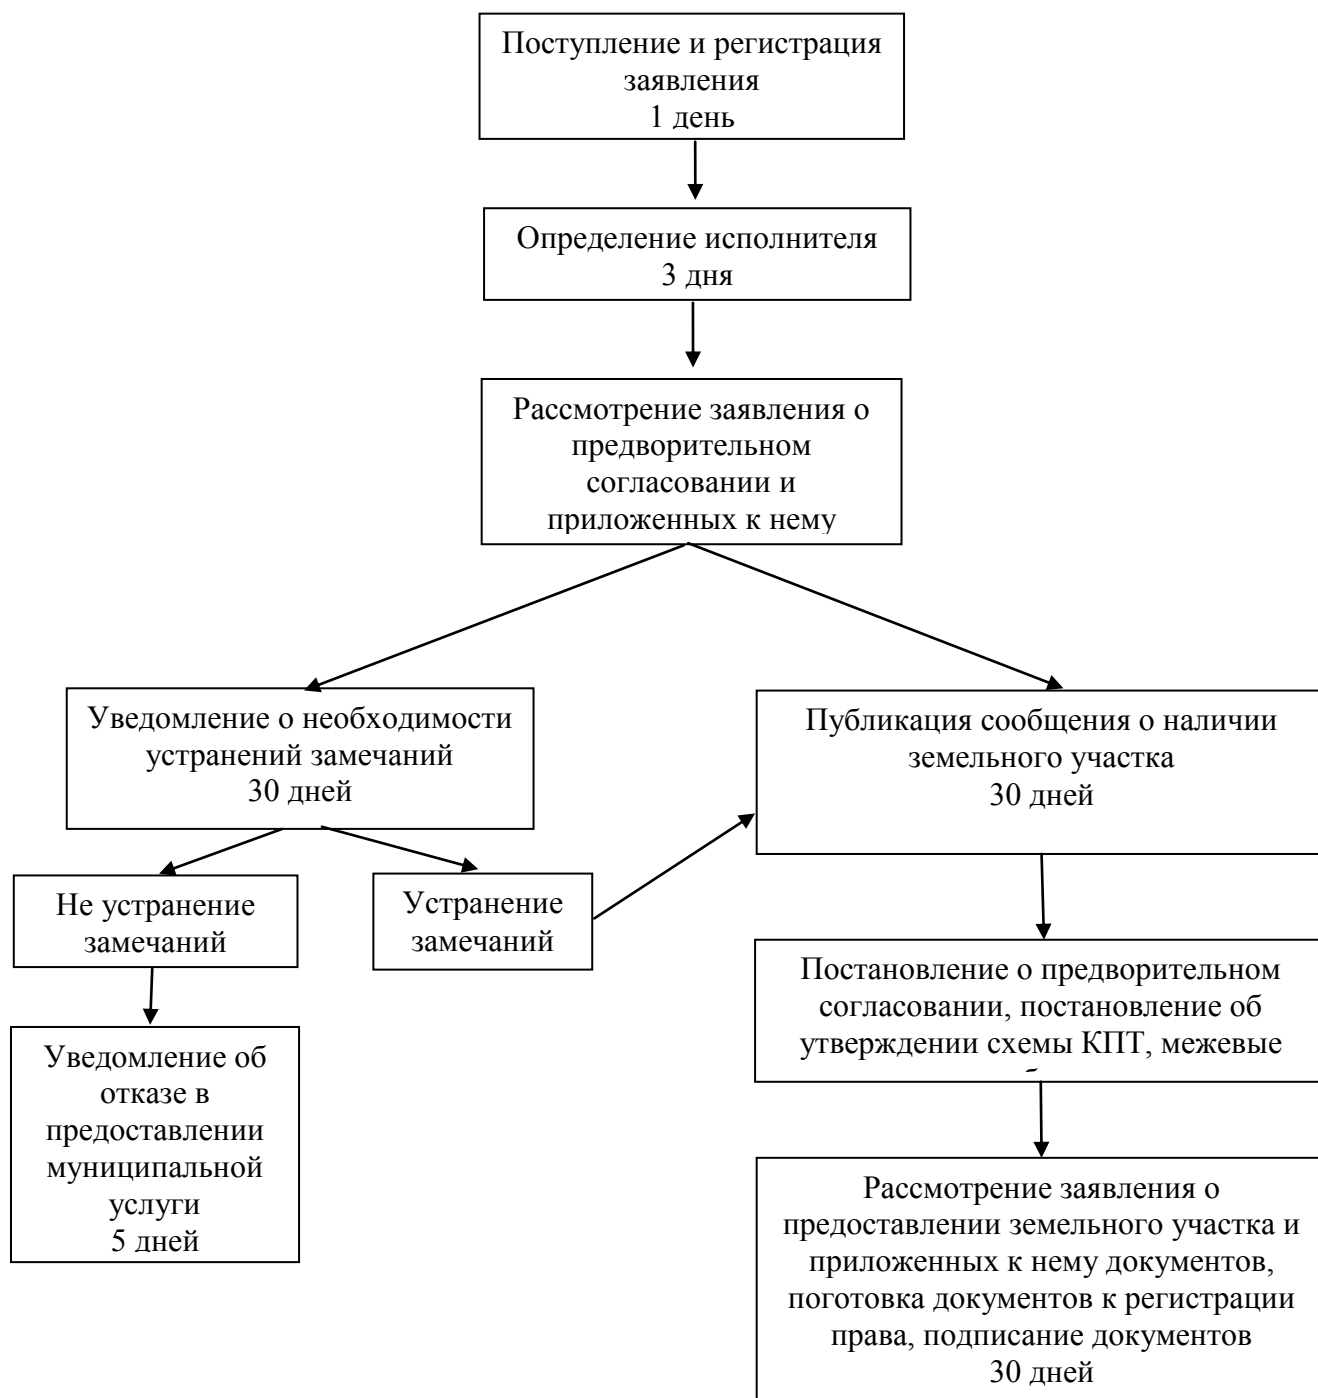 Поступление и регистрация
заявления
1 день
Определение исполнителя
3 дня
Рассмотрение заявления о
предворительном
согласовании и
приложенных к нему
Уведомление о необходимости
устранений замечаний
30 дней
Публикация сообщения о наличии
земельного участка
30 дней
Не устранение
замечаний
Устранение
замечаний
Постановление о предворительном
согласовании, постановление об
утверждении схемы КПТ, межевые
Уведомление об
отказе в
предоставлении
муниципальной
услуги
5 дней
Рассмотрение заявления о
предоставлении земельного участка и
приложенных к нему документов,
поготовка документов к регистрации
права, подписание документов
30 дней